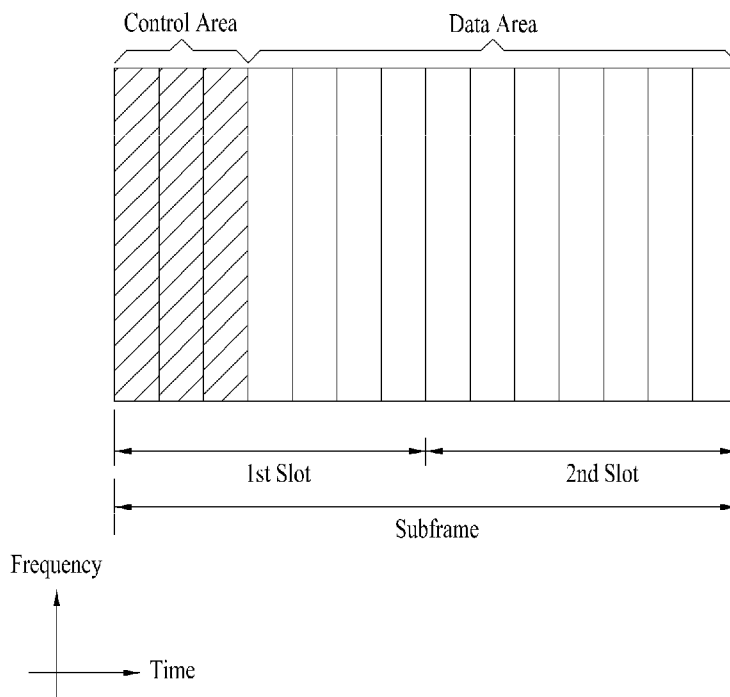 Control Area
Data Area
1st Slot
2nd Slot
Subframe
Frequency
Time